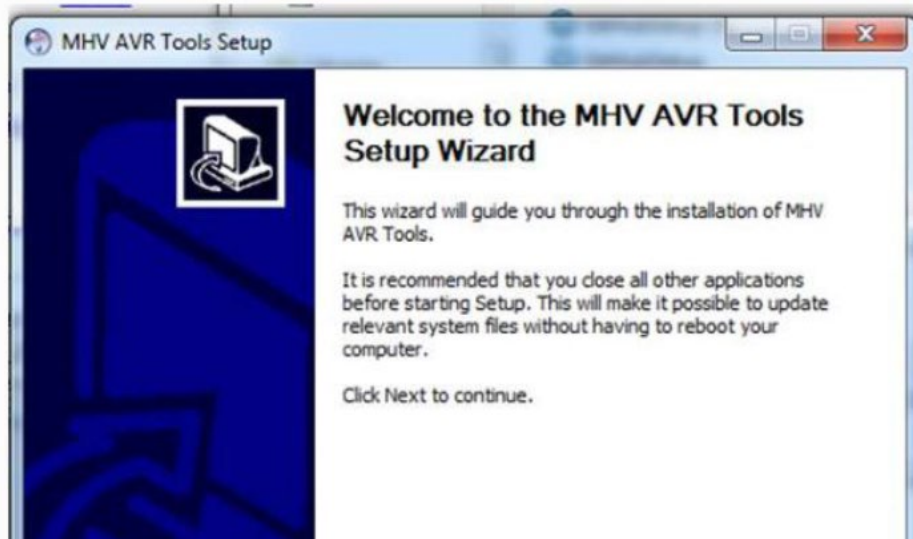 MHV AVR Tools Setup
Welcome to the MHV AVR Tools
Setup Wizard
This wizard will guide you through the installation of MHV
AVR Tools.
It is recommended that you close all other applications
before starting Setup. This will make it possible to update
relevant system files without having to reboot your
computer.
Click Next to continue.